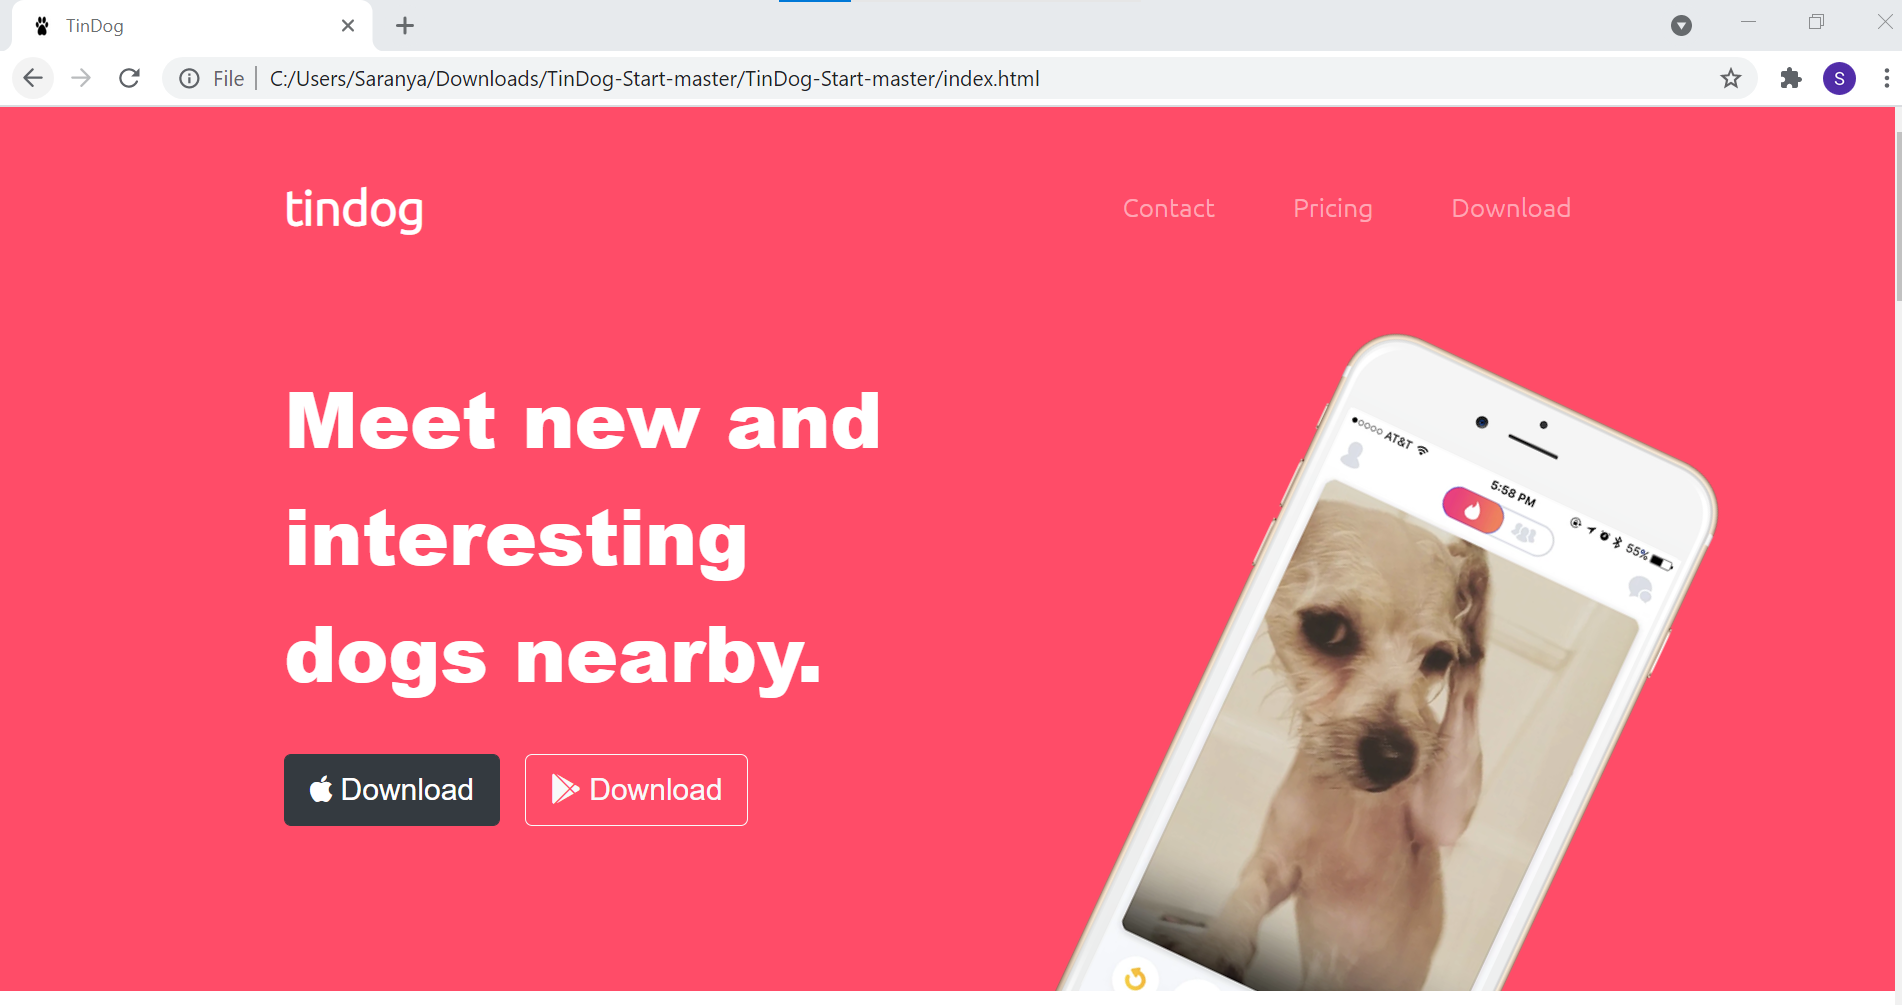 TinDog
File
C:/Users/Saranya/Downloads/TinDog-Start-master/TinDog-Start-master/index.html
S
tindog
Contact
Pricing
Download
Meet new and
interesting
dogs nearby.
Download
Download
AT&T
5:58 PM
55%